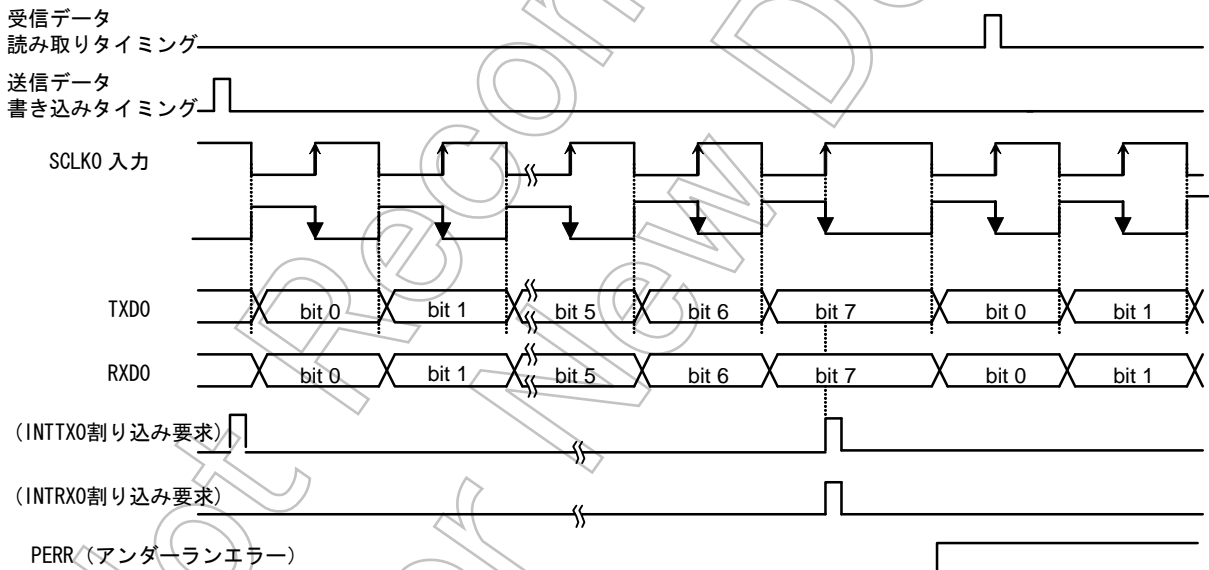 受信データ
読み取りタイミング
送信データ
書き込みタイミング
SCLK0 入力
TXD0
bit 0 bit 1 bit 5 bit 6 bit 7 bit 0 bit 1
RXD0
bit 0 bit 1 bit 5 bit 6 bit 7 bit 0 bit 1
(INTTX0割り込み要求)
(INTRX0割り込み要求)
PERR (アンダーランエラー)